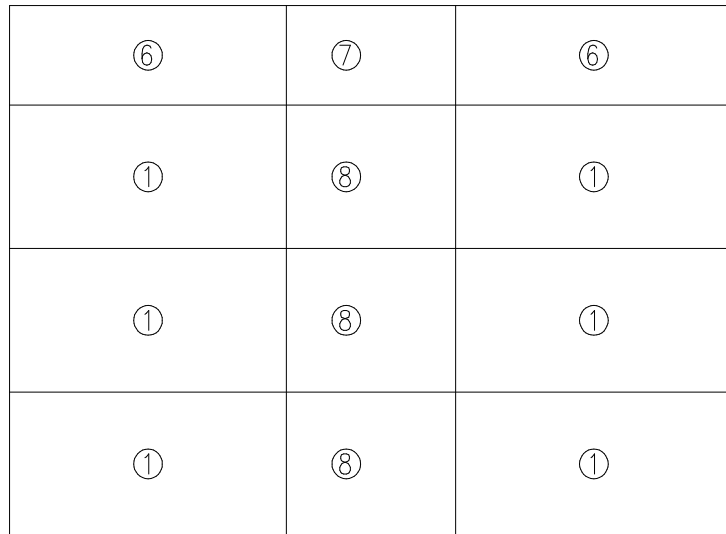 ⑥ ⑦ ⑥
① ⑧ ①
① ⑧ ①
① ⑧ ①